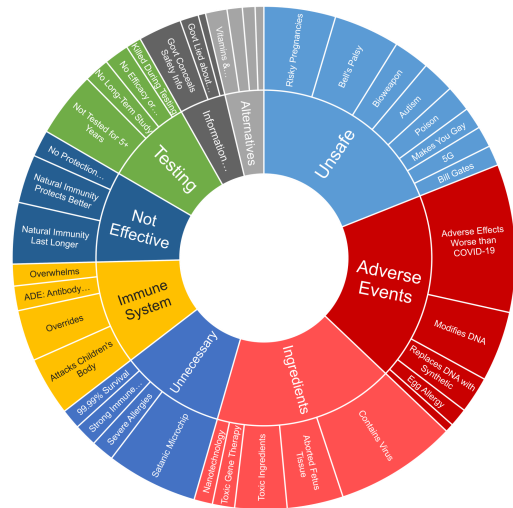 Unsafe
Risky Pregnancies
Bell's Palsy
Bioweapon
Autism
Poison
Makes You Gay
5G
Bill Gates
Adverse
Events
Adverse Effects
Worse than
COVID-19
Modifies DNA
Replaces DNA with
Synthetic
Egg Allergy
Ingredients
Contains Virus
Aborted Fetus
Tissue
Toxic Ingredients
Toxic Gene Therapy
Nanotechnology
Unnecessary
Satanic Microchip
Severe Allergies
Strong Immune...
99.99% Survival
Immune
System
Attacks Children's
Body
Overrides
ADE: Antibody...
Overwhelms
Not
Effective
Natural Immunity
Last Longer
Natural Immunity
Protects Better
No Protection...
Testing
Not Tested for 5+
Years
No Long-Term Study
No Efficacy or...
Killed During Testing
Information...
Govt Conceals
Safety Info
Govt Lied about...
Alternatives
Vitamins &...